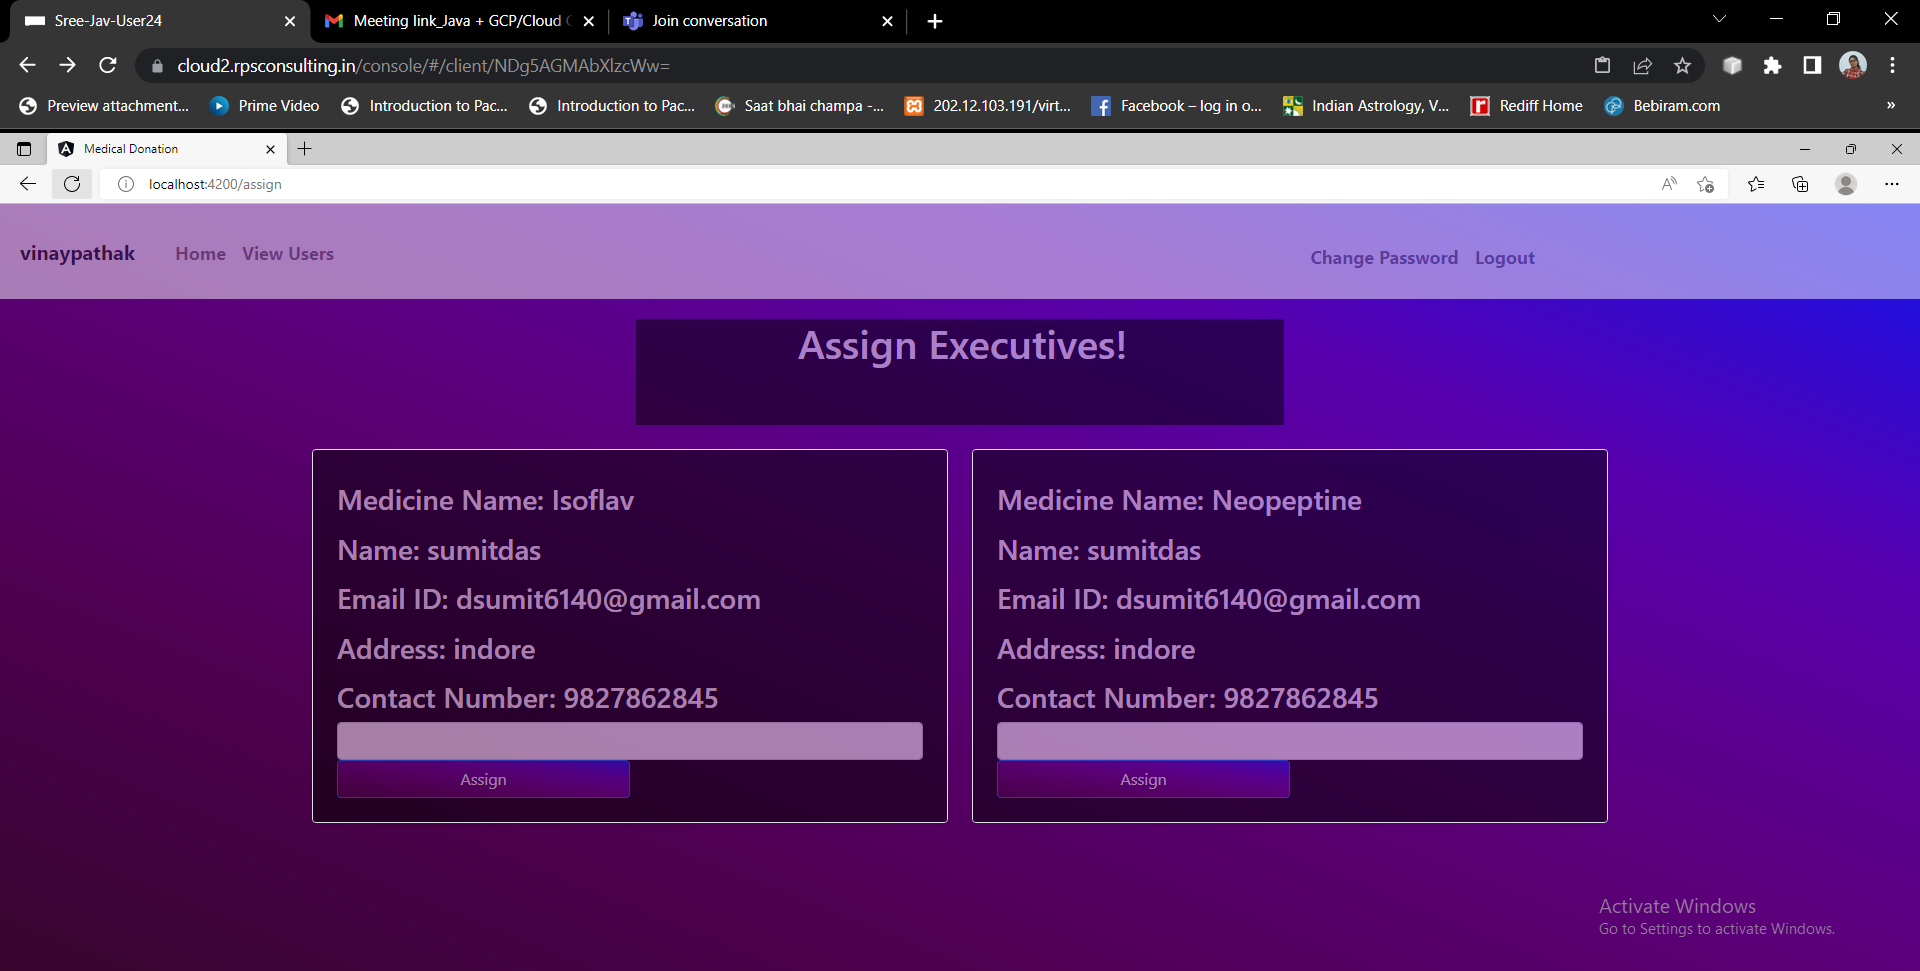 Sree-Jav-User24
Meeting link_Java + GCP/Cloud
Join conversation
cloud2.rpsconsulting.in/console/#/client/NDg5AGMAbXlzcWw=
Preview attachment...
Prime Video
Introduction to Pac...
Introduction to Pac...
Saat bhai champa -...
202.12.103.191/virt...
Facebook – log in o...
Indian Astrology, V...
Rediff Home
Bebiram.com
»
Medical Donation
localhost:4200/assign
vinaypathak
Home
View Users
Change Password
Logout
Assign Executives!
Medicine Name: Isoflav
Name: sumitdas
Email ID: dsumit6140@gmail.com
Address: indore
Contact Number: 9827862845
Assign
Medicine Name: Neopeptine
Name: sumitdas
Email ID: dsumit6140@gmail.com
Address: indore
Contact Number: 9827862845
Assign
Activate Windows
Go to Settings to activate Windows.